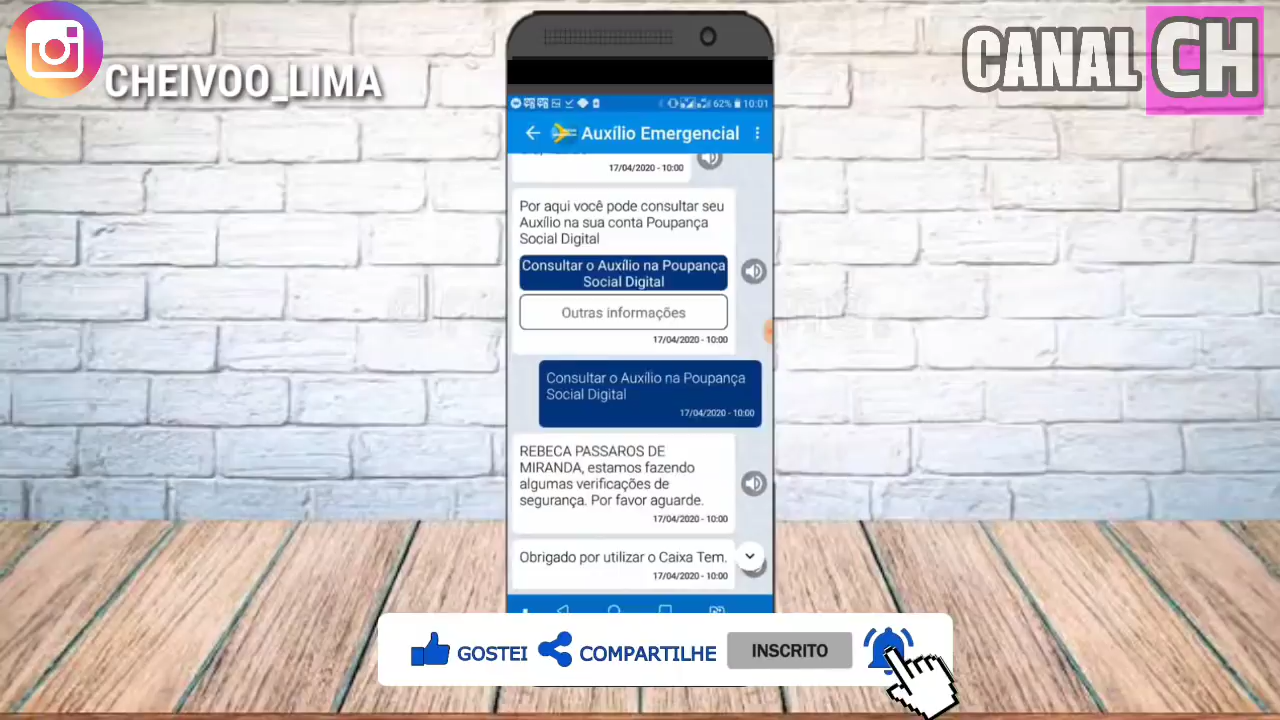 CHEIVOO_LIMA
CANAL CH
62% 10:01
Auxílio Emergencial
17/04/2020 - 10:00
Por aqui você pode consultar seu
Auxílio na sua conta Poupança
Social Digital
Consultar o Auxílio na Poupança
Social Digital
Outras informações
17/04/2020 - 10:00
Consultar o Auxílio na Poupança
Social Digital
17/04/2020 - 10:00
REBECA PASSAROS DE
MIRANDA, estamos fazendo
algumas verificações de
segurança. Por favor aguarde.
17/04/2020 - 10:00
Obrigado por utilizar o Caixa Tem.
17/04/2020 - 10:00
GOSTEI COMPARTILHE INSCRITO